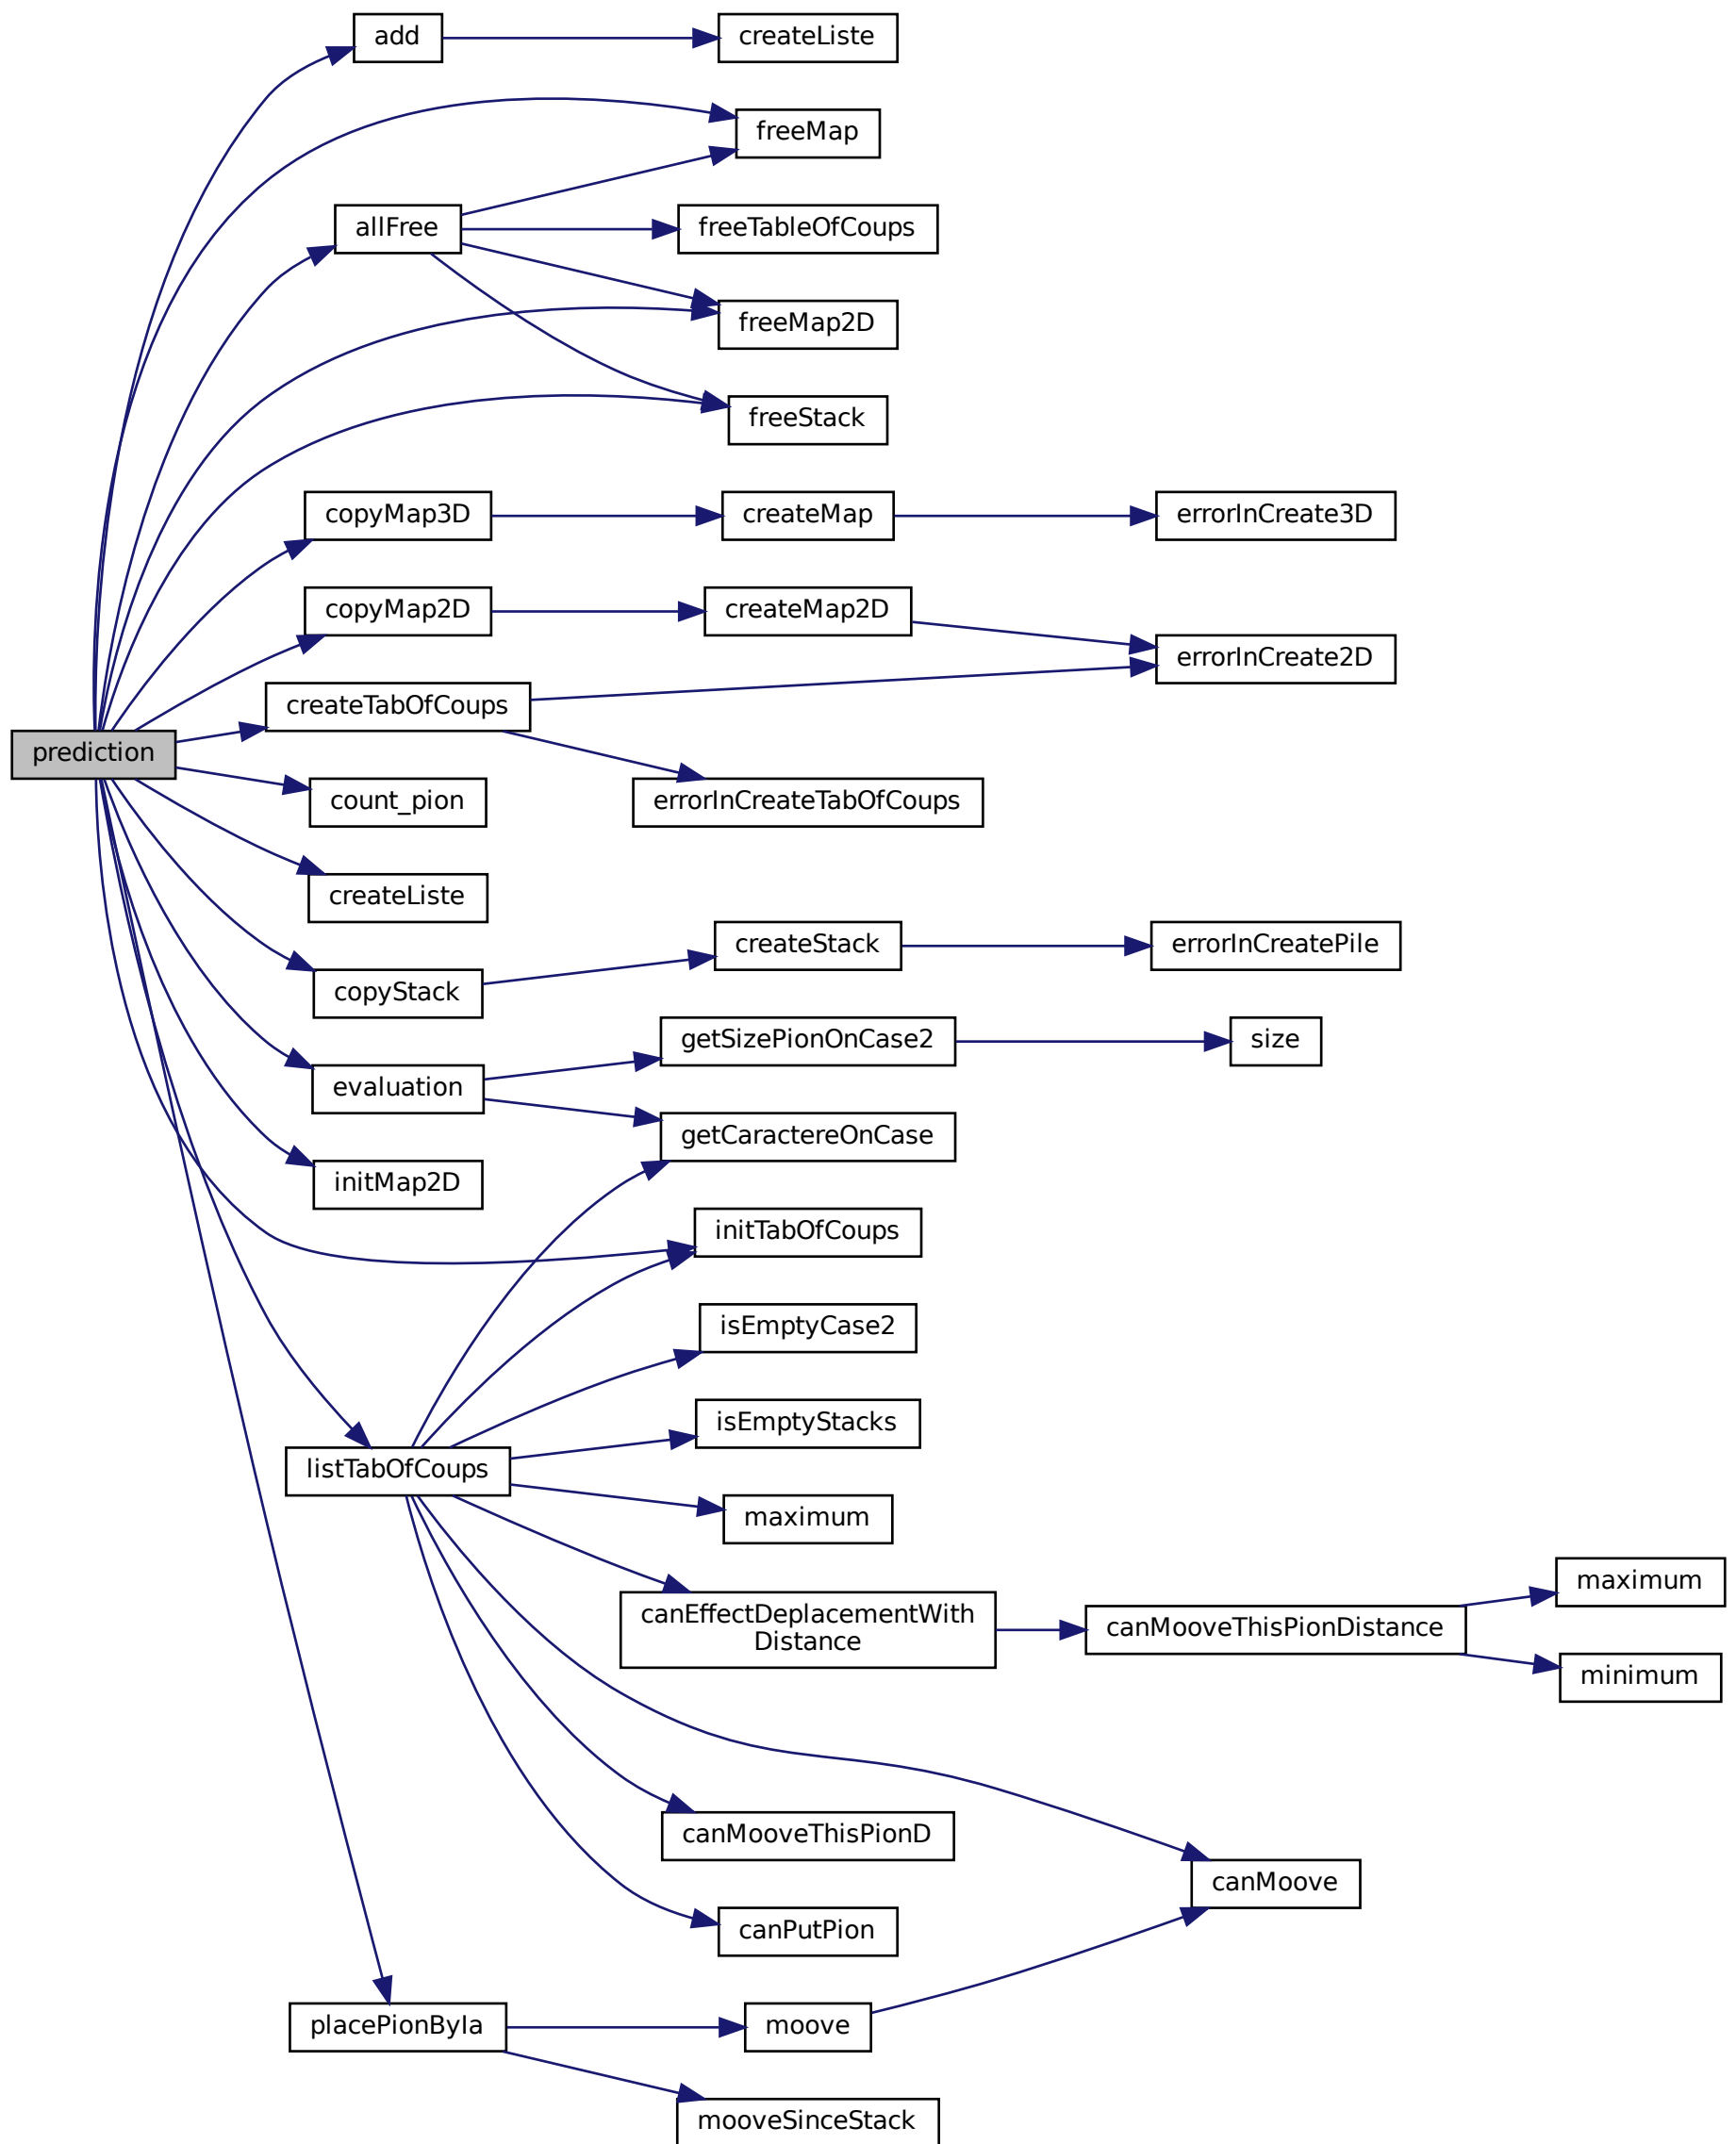 add
createListe
freeMap
allFree
freeTableOfCoups
freeMap2D
freeStack
copyMap3D
createMap
errorInCreate3D
copyMap2D
createMap2D
errorInCreate2D
createTabOfCoups
prediction
count_pion
errorInCreateTabOfCoups
createListe
createStack
errorInCreatePile
copyStack
getSizePionOnCase2
size
evaluation
getCaractereOnCase
initMap2D
initTabOfCoups
isEmptyCase2
isEmptyStacks
listTabOfCoups
maximum
canEffectDeplacementWith
Distance
canMooveThisPionDistance
maximum
minimum
canMooveThisPionD
canMoove
canPutPion
placePionByIa
moove
mooveSinceStack